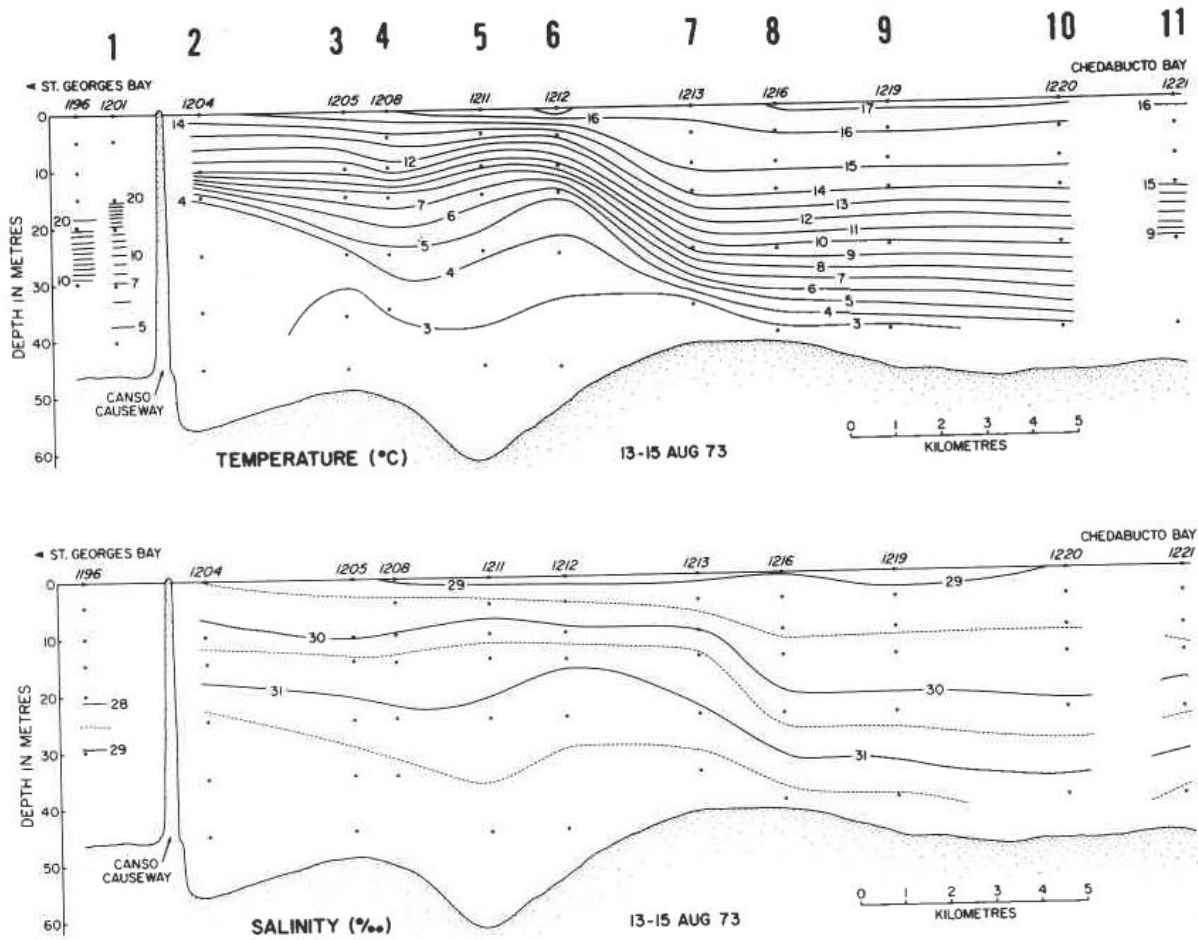 1 2 3 4 5 6 7 8 9 10 11
◄ ST. GEORGES BAY CHEDABUCTO BAY
1196 1201 1204 1205 1208 1211 1212 1213 1216 1219 1220 1221
0 14 16 17 16 16
12 15
10 14 15
4 7 13
20 20 6 12
20 11
10 5 10 9
9
10 7 4 8
7
30 6
5
5 3 4
3
40
50
60
DEPTH IN METRES
CANSO
CAUSEWAY
0 1 2 3 4 5
KILOMETRES
TEMPERATURE (°C) 13-15 AUG 73
◄ ST. GEORGES BAY CHEDABUCTO BAY
1196 1204 1205 1208 1211 1212 1213 1216 1219 1220 1221
0 29 29
10 30
20 28 31 30
30 29 31
40
50
60
DEPTH IN METRES
CANSO
CAUSEWAY
0 1 2 3 4 5
KILOMETRES
SALINITY (‰) 13-15 AUG 73